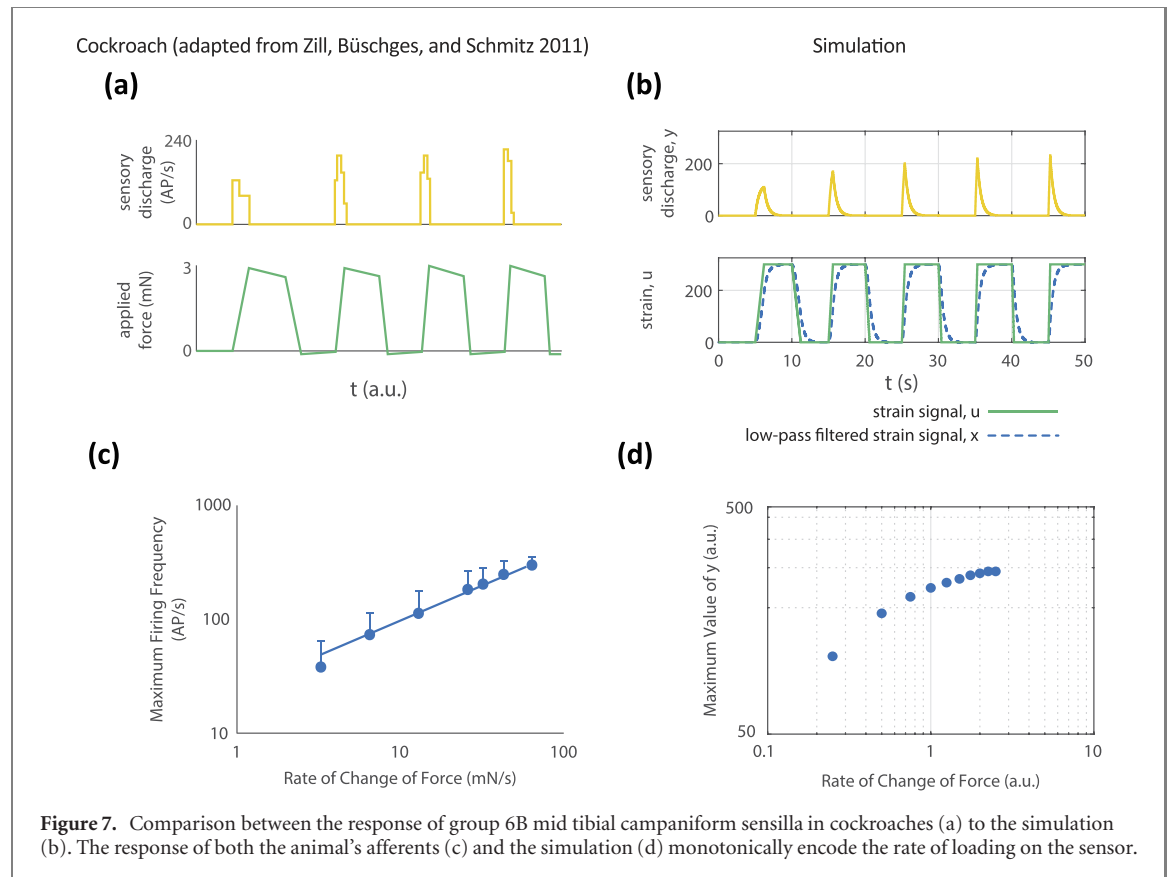 Cockroach (adapted from Zill, Büschges, and Schmitz 2011)
Simulation
(a)
sensory
discharge
(AP/s)
240
0
applied
force (mN)
3
0
t (a.u.)
(b)
sensory
discharge, y
200
0
strain, u
200
0
0
10
20
30
40
50
t (s)
strain signal, u
low-pass filtered strain signal, x
(c)
Maximum Firing Frequency
(AP/s)
1000
100
10
1
10
100
Rate of Change of Force (mN/s)
(d)
Maximum Value of y (a.u.)
500
50
0.1
1
10
Rate of Change of Force (a.u.)
Figure 7. Comparison between the response of group 6B mid tibial campaniform sensilla in cockroaches (a) to the simulation
(b). The response of both the animal's afferents (c) and the simulation (d) monotonically encode the rate of loading on the sensor.